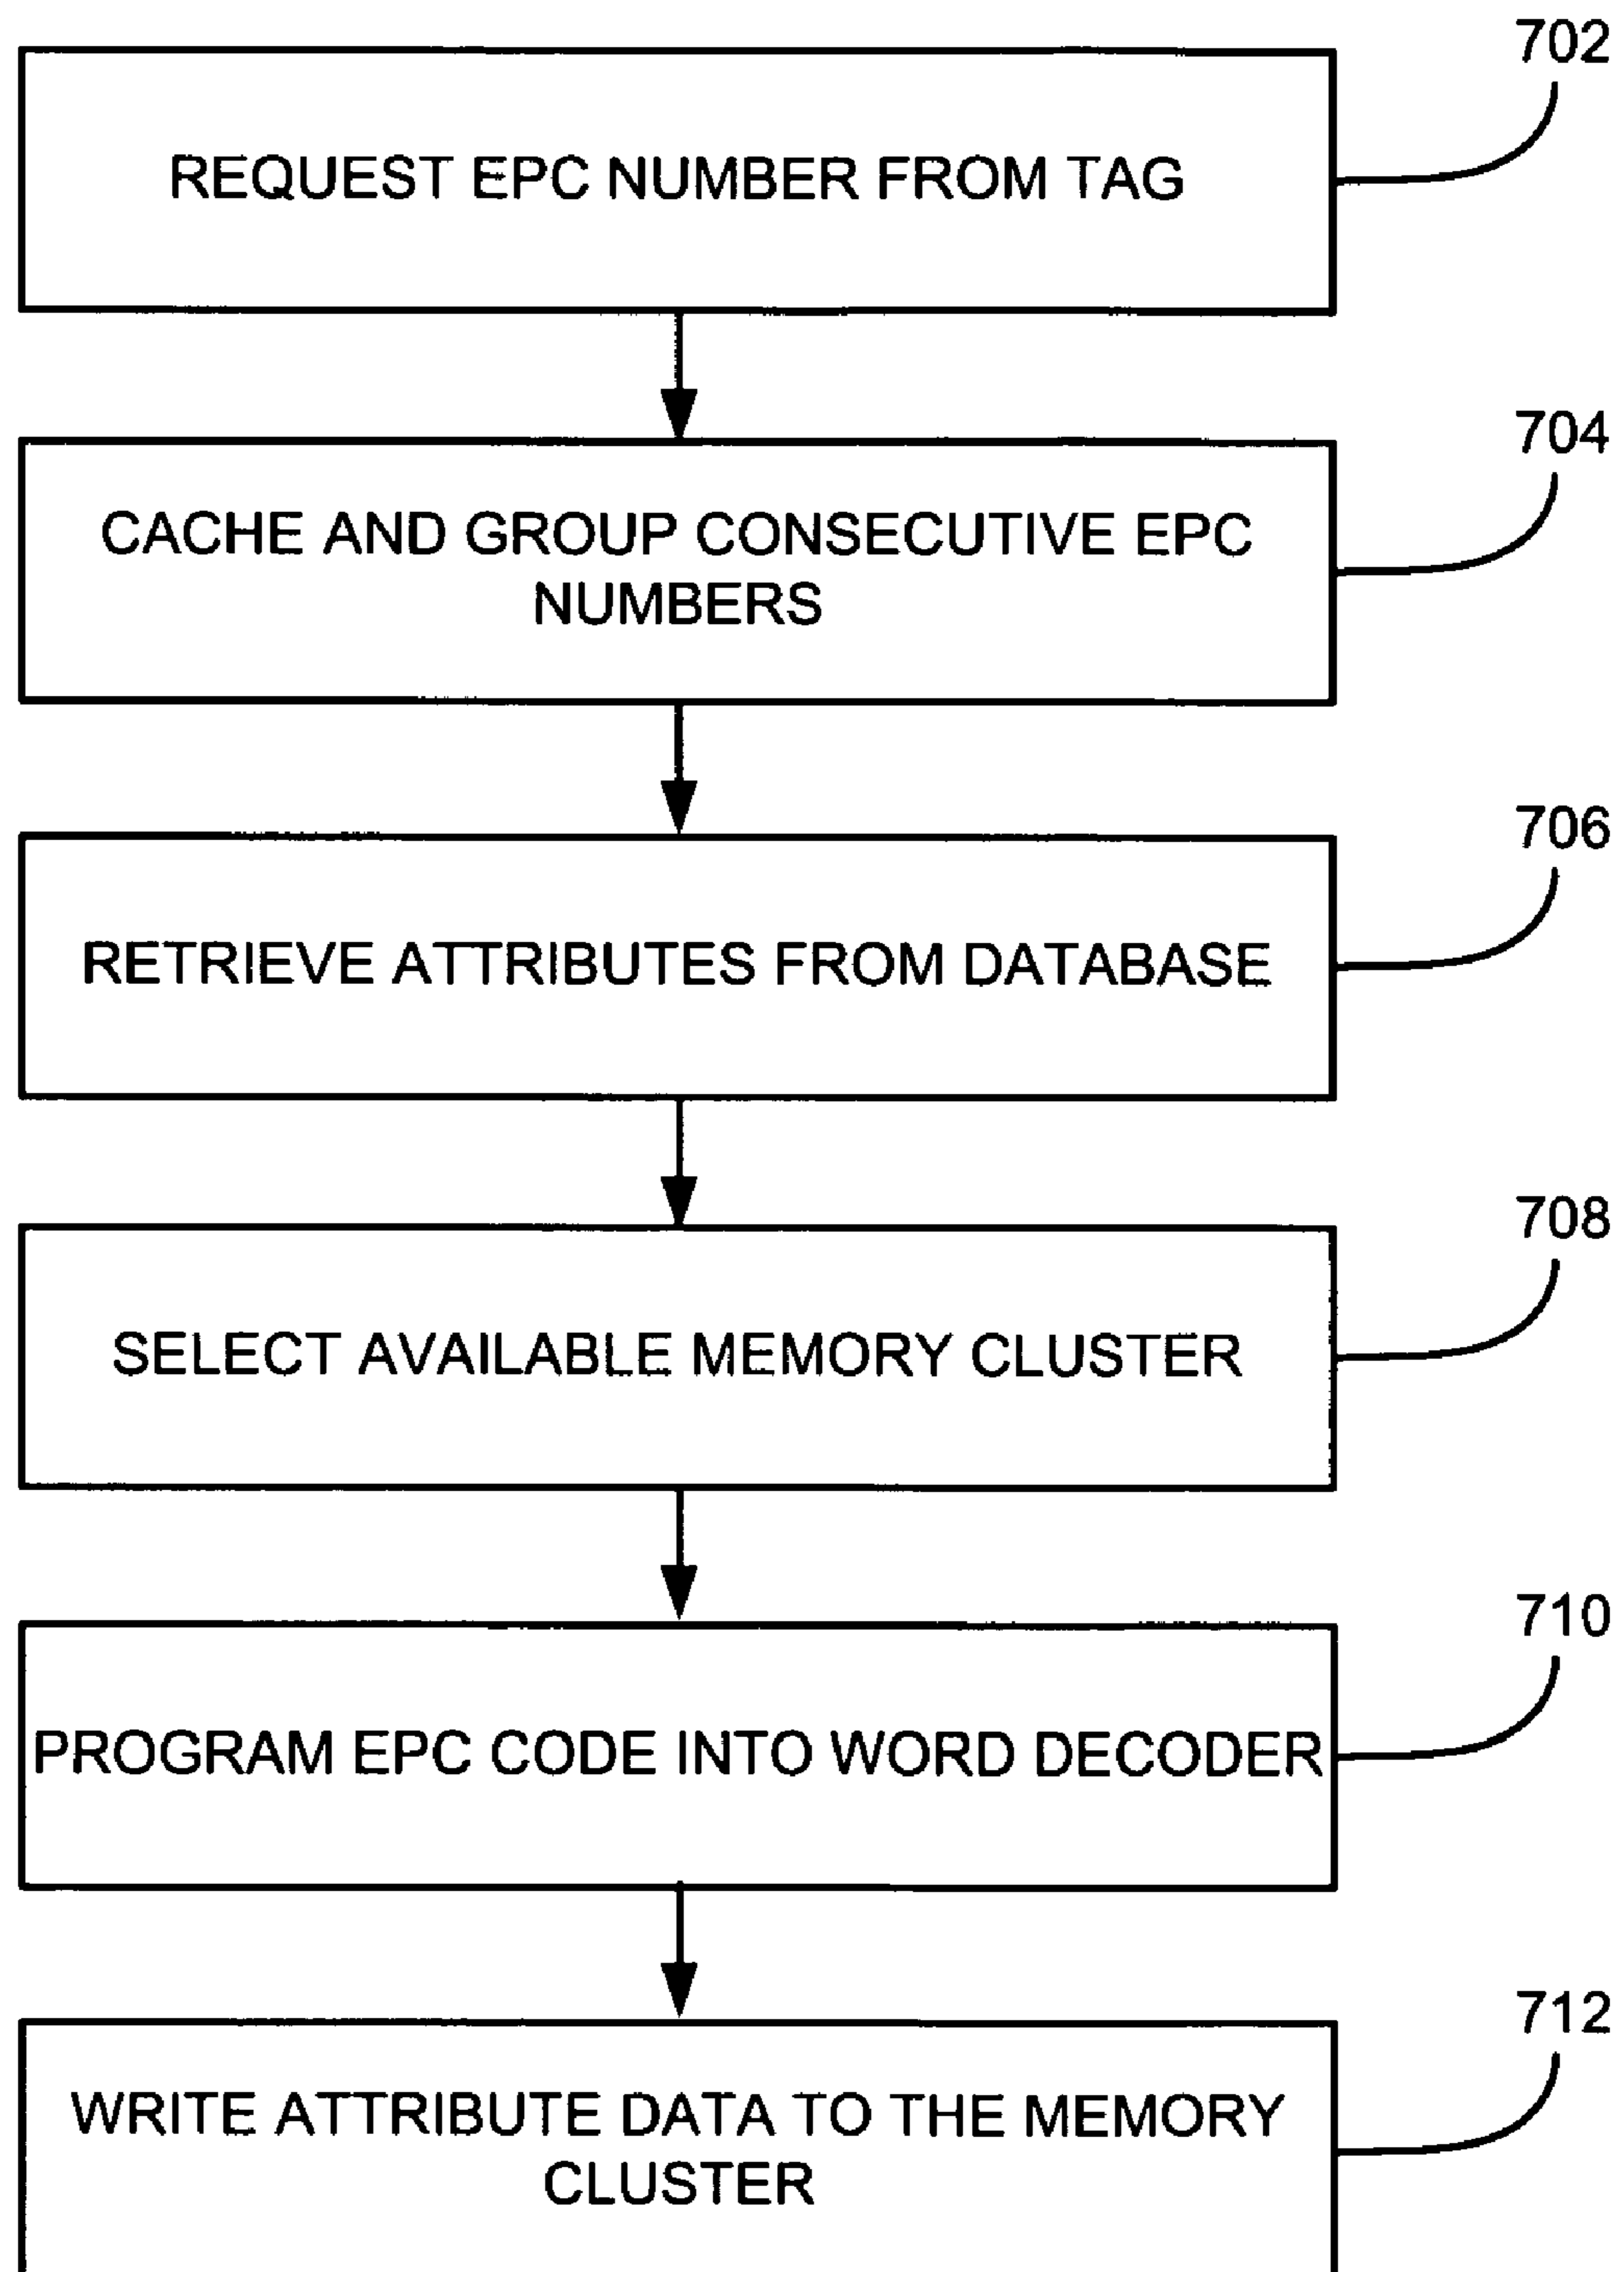 702
REQUEST EPC NUMBER FROM TAG
704
CACHE AND GROUP CONSECUTIVE EPC
NUMBERS
706
RETRIEVE ATTRIBUTES FROM DATABASE
708
SELECT AVAILABLE MEMORY CLUSTER
710
PROGRAM EPC CODE INTO WORD DECODER
712
WRITE ATTRIBUTE DATA TO THE MEMORY
CLUSTER